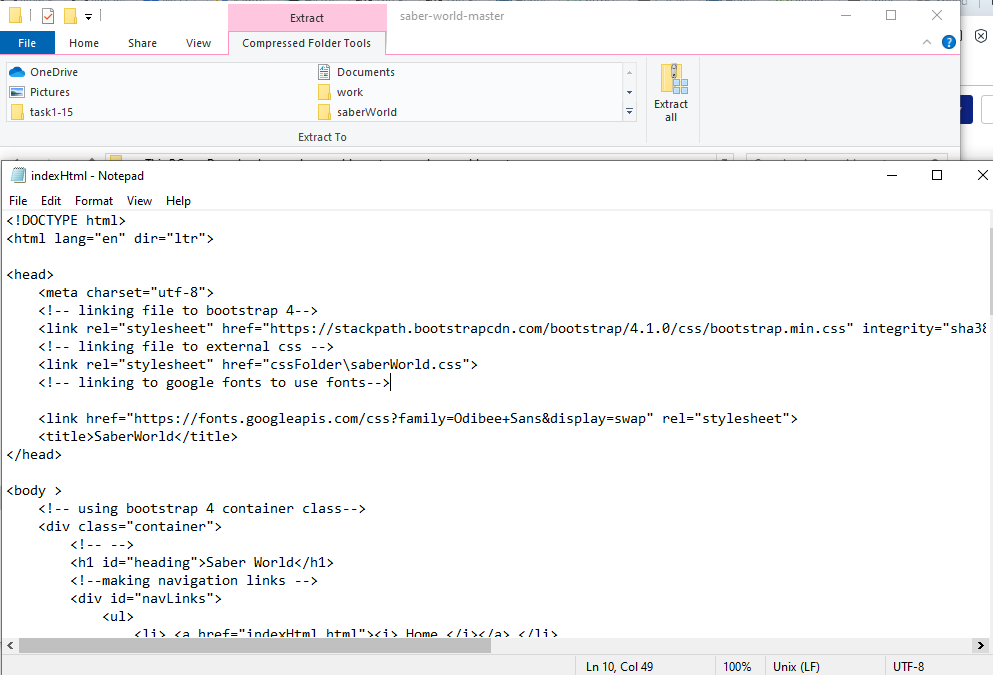 Extract
saber-world-master
File Home Share View Compressed Folder Tools
OneDrive Documents
Pictures work
task1-15 saberWorld
Extract all
Extract To
indexHtml - Notepad
File Edit Format View Help
<!DOCTYPE html>
<html lang="en" dir="ltr">
<head>
<meta charset="utf-8">
<!-- linking file to bootstrap 4-->
<link rel="stylesheet" href="https://stackpath.bootstrapcdn.com/bootstrap/4.1.0/css/bootstrap.min.css" integrity="sha38
<!-- linking file to external css -->
<link rel="stylesheet" href="cssFolder\saberWorld.css">
<!-- linking to google fonts to use fonts-->
<link href="https://fonts.googleapis.com/css?family=Odibee+Sans&display=swap" rel="stylesheet">
<title>SaberWorld</title>
</head>
<body >
<!-- using bootstrap 4 container class-->
<div class="container">
<!-- -->
<h1 id="heading">Saber World</h1>
<!--making navigation links -->
<div id="navLinks">
<ul>
<li> <a href="indexHtml.html"><i> Home </i></a> </li>
Ln 10, Col 49 100% Unix (LF) UTF-8